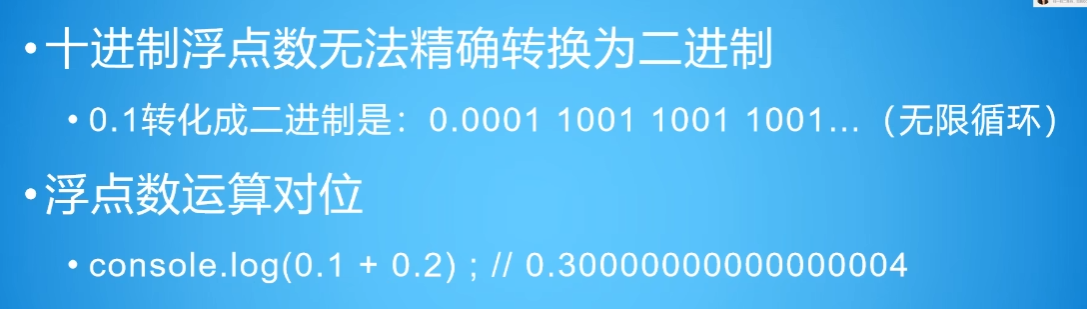 •十进制浮点数无法精确转换为二进制
•0.1转化成二进制是：0.0001 1001 1001 1001...（无限循环）
•浮点数运算对位
•console.log(0.1 + 0.2) ; // 0.30000000000000004